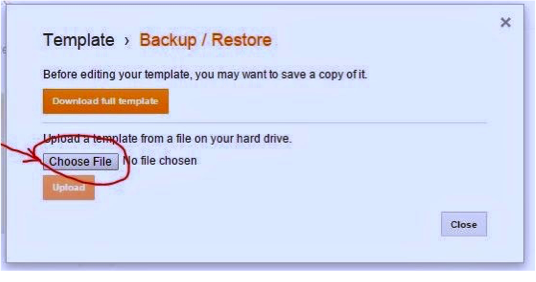 ×
Template › Backup / Restore
Before editing your template, you may want to save a copy of it.
Download full template
Upload a template from a file on your hard drive.
Choose File No file chosen
Upload
Close